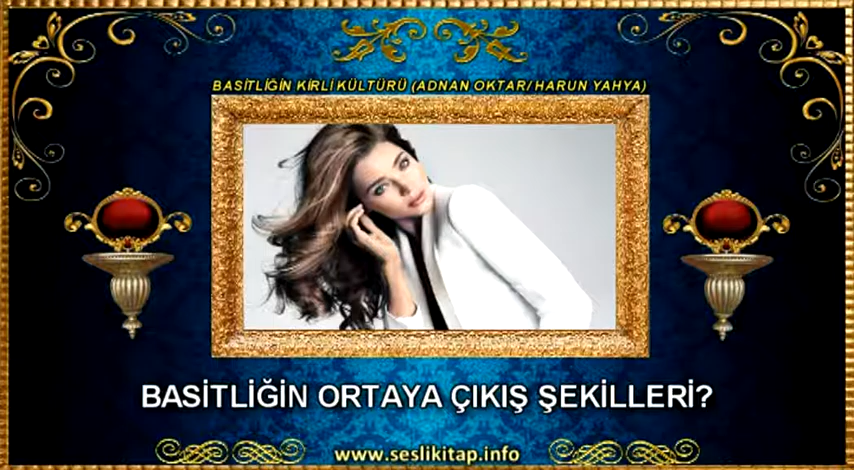 BASİTLİĞİN KİRLİ KÜLTÜRÜ (ADNAN OKTAR/ HARUN YAHYA)
BASİTLİĞİN ORTAYA ÇIKIŞ ŞEKİLLERİ?
www.seslikitap.info